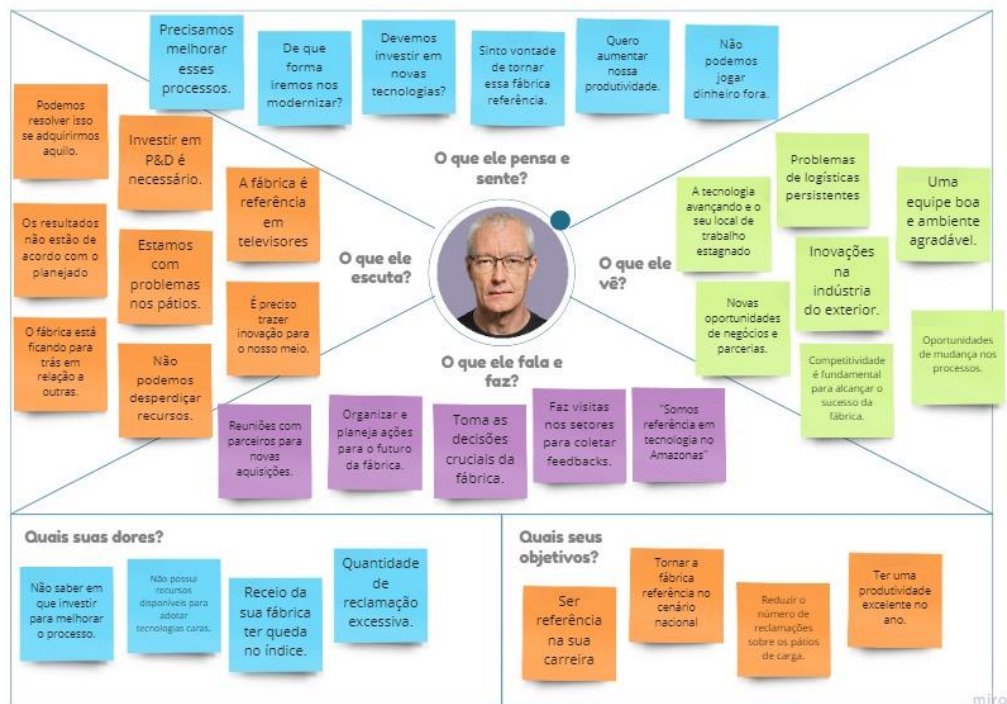 Precisamos
melhorar
esses
processos.
De que
forma
iremos nos
modernizar?
Devemos
investir em
novas
tecnologias?
Sinto vontade
de tornar
essa fábrica
referência.
Quero
aumentar
nossa
produtividade.
Não
podemos
jogar
dinheiro fora.
O que ele pensa e
sente?
Podemos
resolver isso
se adquirirmos
aquilo.
Investir em
P&D é
necessário.
A fábrica é
referência
em
televisores
Os resultados
não estão de
acordo com o
planejado
Estamos
com
problemas
nos pátios.
É preciso
trazer
inovação para
o nosso meio.
O fábrica está
ficando para
trás em
relação a
outras.
Não
podemos
desperdiçar
recursos.
O que ele
escuta?
O que ele
vê?
A tecnologia
avançando e o
seu local de
trabalho
estagnado
Problemas
de logísticas
persistentes
Uma
equipe boa
e ambiente
agradável.
Inovações
na
indústria
do exterior.
Novas
oportunidades
de negócios e
parcerias.
Competitividade
é fundamental
para alcançar o
sucesso da
fábrica.
Oportunidades
de mudança nos
processos.
O que ele fala e
faz?
Reuniões com
parceiros para
novas
aquisições.
Organizar e
planeja ações
para o futuro
da fábrica.
Toma as
decisões
cruciais da
fábrica.
Faz visitas
nos setores
para coletar
feedbacks.
"Somos
referência em
tecnologia no
Amazonas"
Quais suas dores?
Não saber em
que investir
para melhorar
o processo.
Não possui
recursos
disponíveis para
adotar
tecnologias caras.
Receio da
sua fábrica
ter queda
no índice.
Quantidade
de
reclamação
excessiva.
Quais seus
objetivos?
Ser
referência
na sua
carreira
Tornar a
fábrica
referência no
cenário
nacional
Reduzir o
número de
reclamações
sobre os pátios
de carga.
Ter uma
produtividade
excelente no
ano.
miro